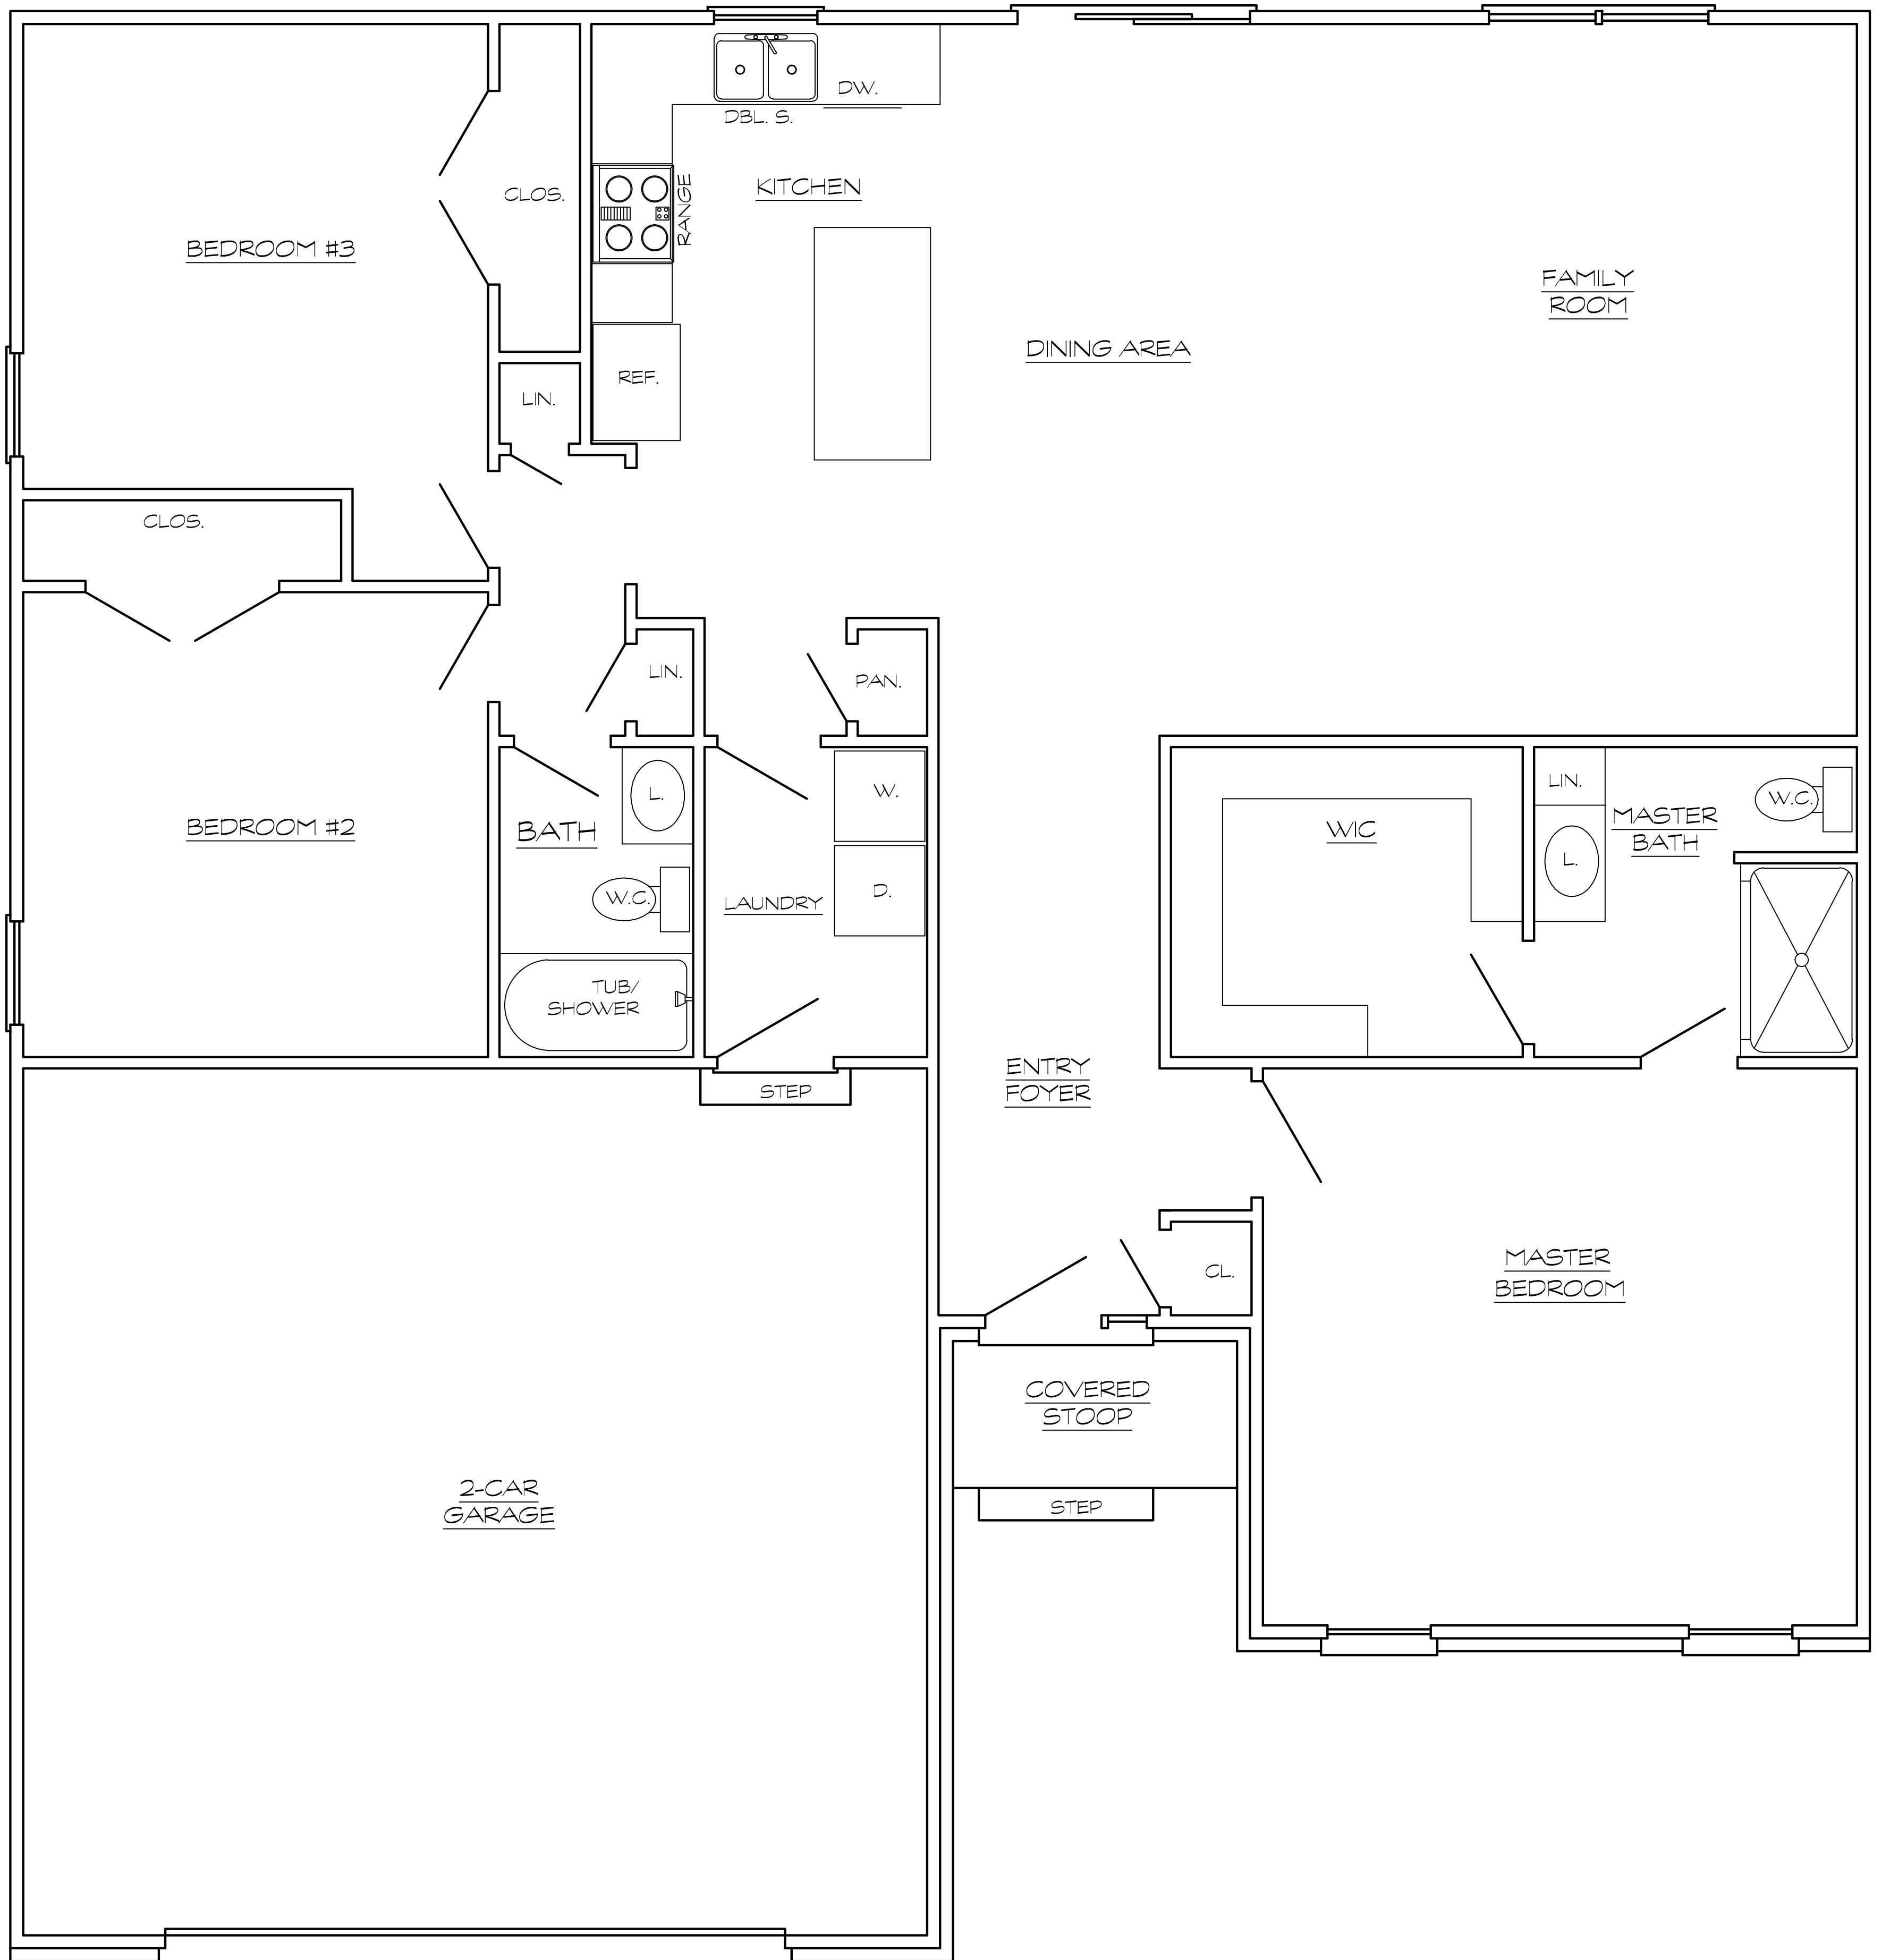 DW.
DBL. S.
CLOS.
RANGE
KITCHEN
BEDROOM #3
FAMILY
ROOM
DINING AREA
REF.
LIN.
CLOS.
LIN.
PAN.
BEDROOM #2
BATH
L.
W.
WIC
LIN.
MASTER
BATH
W.C.
L.
W.C.
LAUNDRY
D.
TUB/
SHOWER
ENTRY
FOYER
STEP
CL.
MASTER
BEDROOM
COVERED
STOOP
2-CAR
GARAGE
STEP